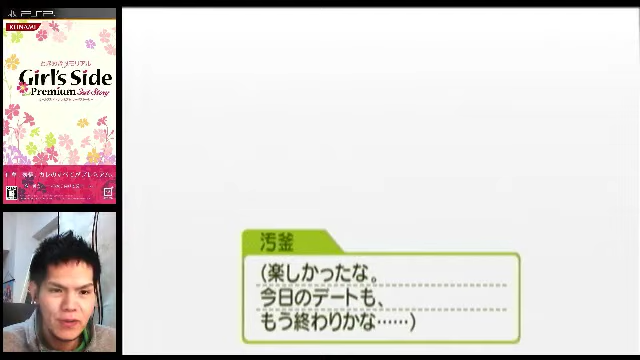 PSP
KONAMI
ときめきメモリアル
Girl's Side
Premium 3rd Story
汚釜
(楽しかったな。
今日のデートも、
もう終わりかな……)